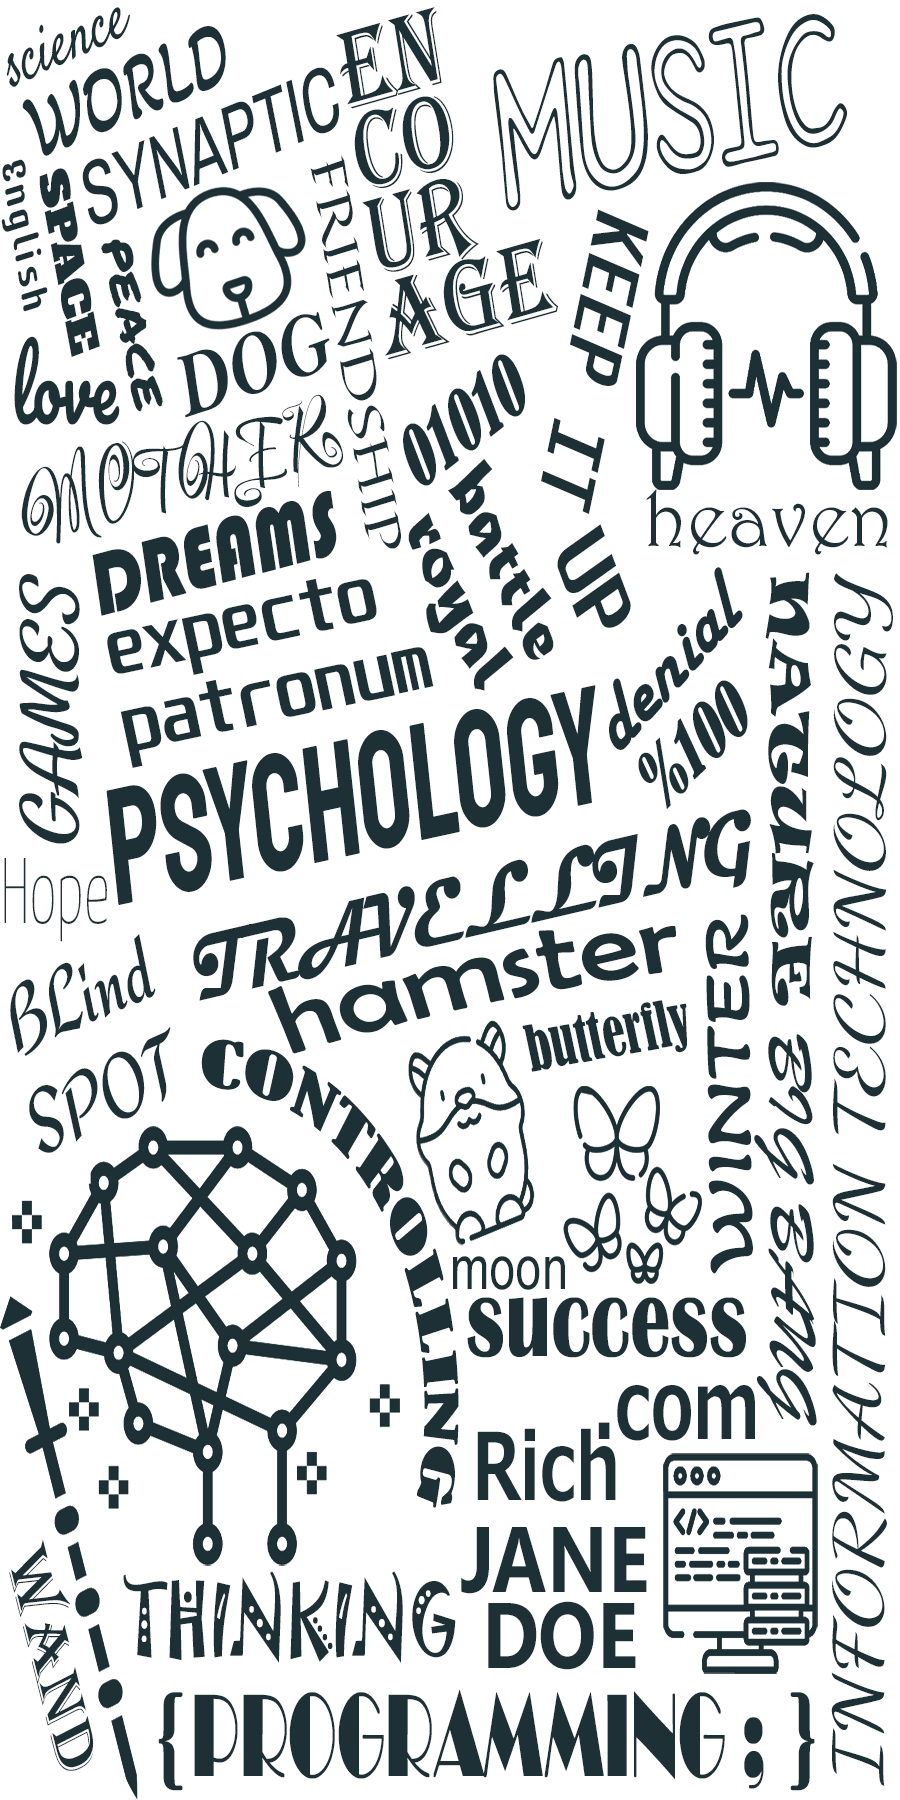 science
WORLD
SYNAPTIC
EN
CO
UR
AGE
MUSIC
English
SPACE
PEACE
FRIENDSHIP
love
DOG
KEEP IT UP
MOTHER
01010
battle
royal
heaven
DREAMS
expecto
patronum
GAMES
denial
%100
PSYCHOLOGY
NATURE
BIG BANG
INFORMATION TECHNOLOGY
Hope
TRAVELLING
hamster
BLind
SPOT
butterfly
WINTER
CONTROLLING
moon
success
.com
Rich
</>
JANE
DOE
WAND
THINKING
{PROGRAMMING;}